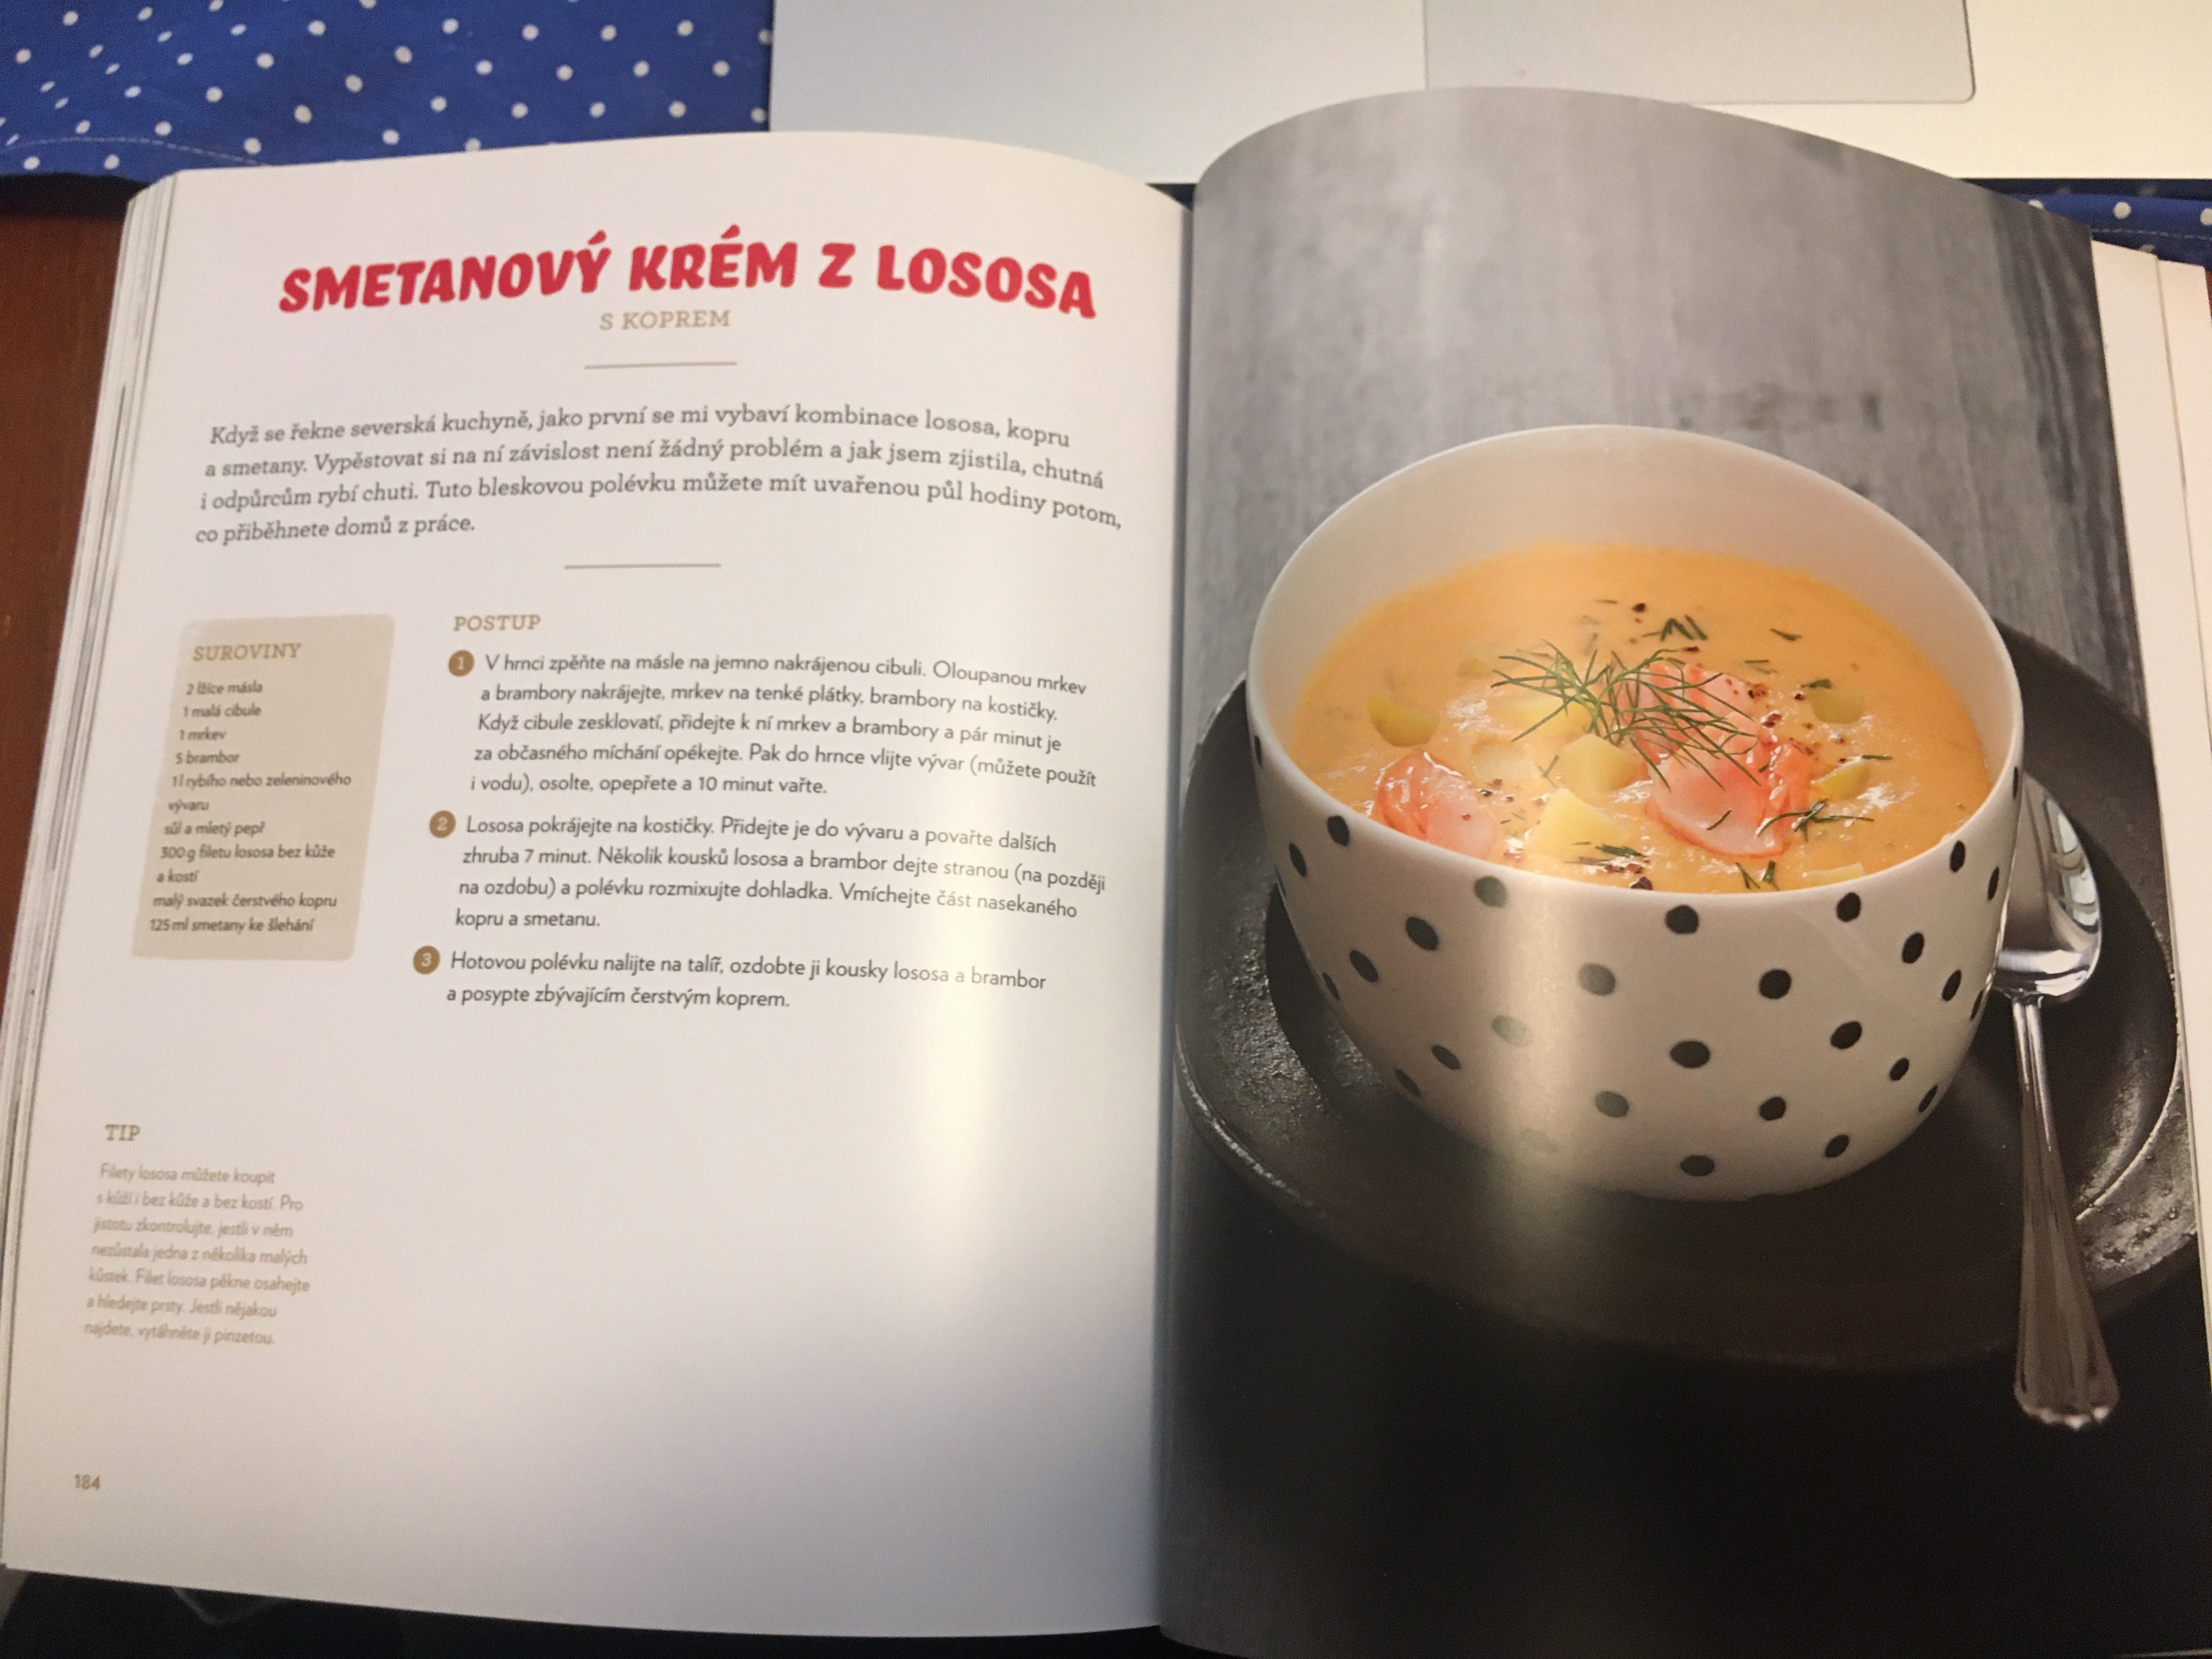 SMETANOVÝ KRÉM Z LOSOSA
S KOPREM
Když se řekne severská kuchyně, jako první se mi vybaví kombinace lososa, kopru
a smetany. Vypěstovat si na ní závislost není žádný problém a jak jsem zjistila, chutná
i odpůrcům rybí chuti. Tuto bleskovou polévku můžete mít uvařenou půl hodiny potom,
co přiběhnete domů z práce.
SUROVINY
2 lžíce másla
1 malá cibule
1 mrkev
5 brambor
1 l rybího nebo zeleninového
vývaru
sůl a mletý pepř
300 g filetu lososa bez kůže
a kostí
malý svazek čerstvého kopru
125 ml smetany ke šlehání
POSTUP
1 V hrnci zpěňte na másle na jemno nakrájenou cibuli. Oloupanou mrkev
a brambory nakrájejte, mrkev na tenké plátky, brambory na kostičky.
Když cibule zesklovatí, přidejte k ní mrkev a brambory a pár minut je
za občasného míchání opékejte. Pak do hrnce vlijte vývar (můžete použít
i vodu), osolte, opepřete a 10 minut vařte.
2 Lososa pokrájejte na kostičky. Přidejte je do vývaru a povařte dalších
zhruba 7 minut. Několik kousků lososa a brambor dejte stranou (na později
na ozdobu) a polévku rozmixujte dohladka. Vmíchejte část nasekaného
kopru a smetanu.
3 Hotovou polévku nalijte na talíř, ozdobte ji kousky lososa a brambor
a posypte zbývajícím čerstvým koprem.
TIP
Filety lososa můžete koupit
s kůží i bez kůže a bez kostí. Pro
jistotu zkontrolujte, jestli v něm
nezůstala jedna z několika malých
kůstek. Filet lososa pěkne osahejte
a hledejte prsty. Jestli nějakou
najdete, vytáhněte ji pinzetou.
184